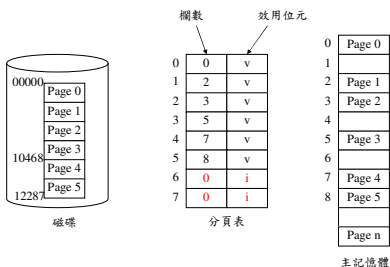 00000
Page 0
Page 1
Page 2
Page 3
10468
Page 4
Page 5
12287
磁碟
欄數 效用位元
0 0 v
1 2 v
2 3 v
3 5 v
4 7 v
5 8 v
6 0 i
7 0 i
分頁表
0 Page 0
1
2 Page 1
3 Page 2
4
5 Page 3
6
7 Page 4
8 Page 5
Page n
主記憶體